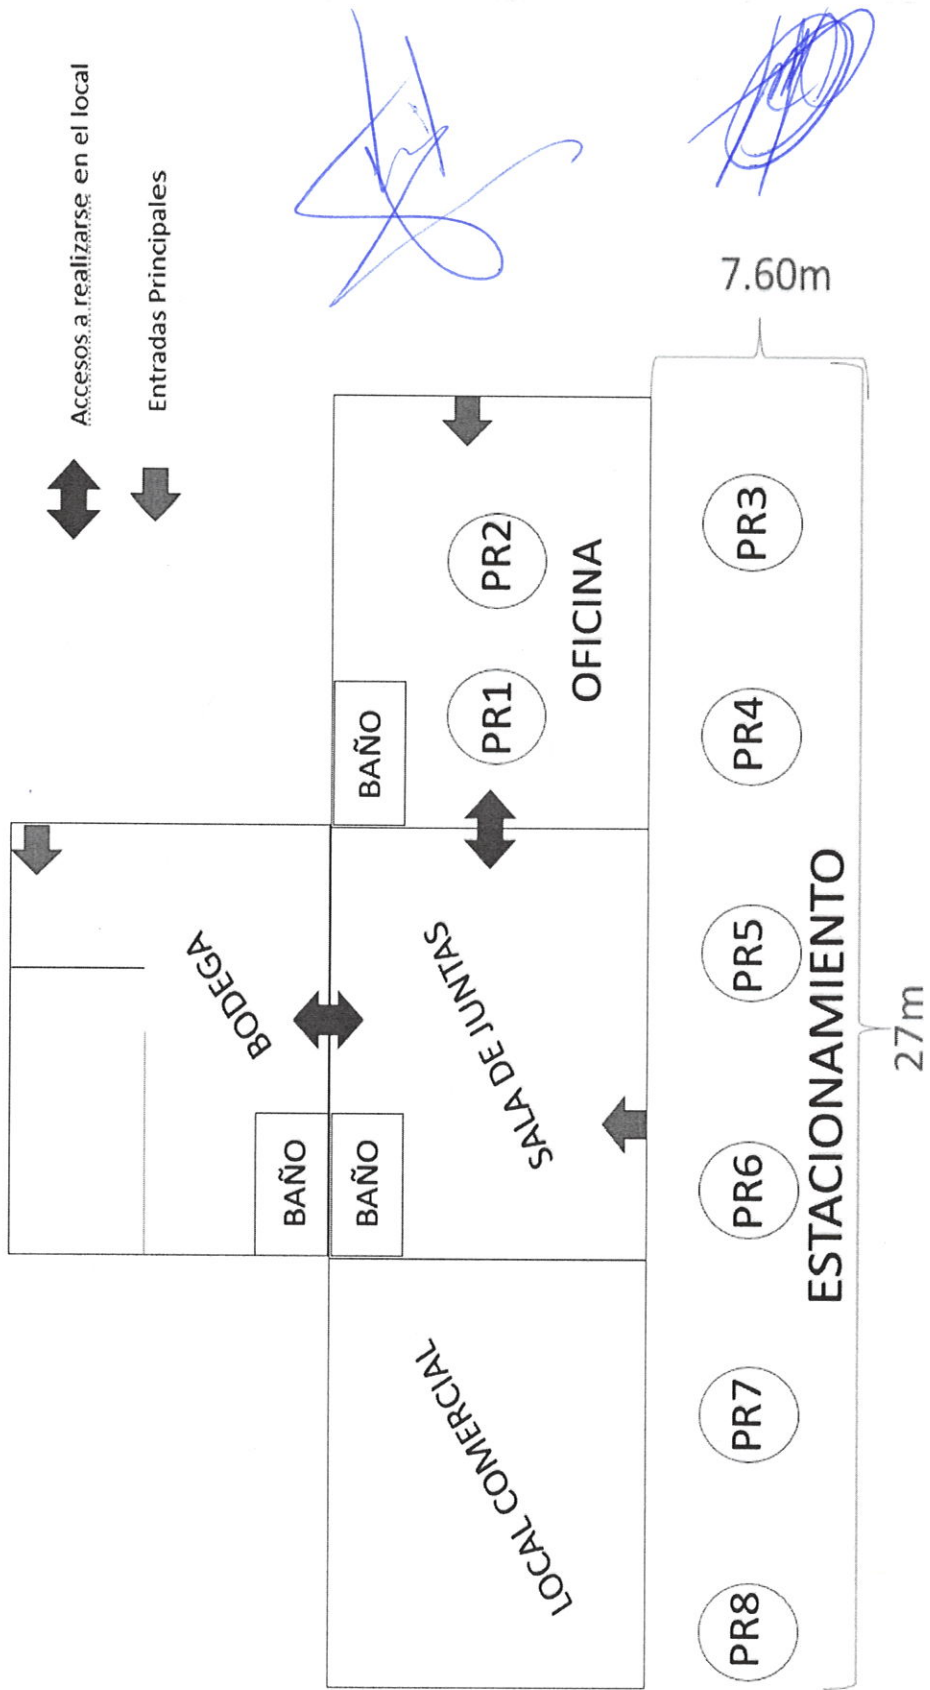 Accesos a realizarse en el local
Entradas Principales
BODEGA
BAÑO
BAÑO
BAÑO
LOCAL COMERCIAL
SALA DE JUNTAS
PR1
PR2
OFICINA
PR8
PR7
PR6
PR5
PR4
PR3
7.60m
ESTACIONAMIENTO
27m